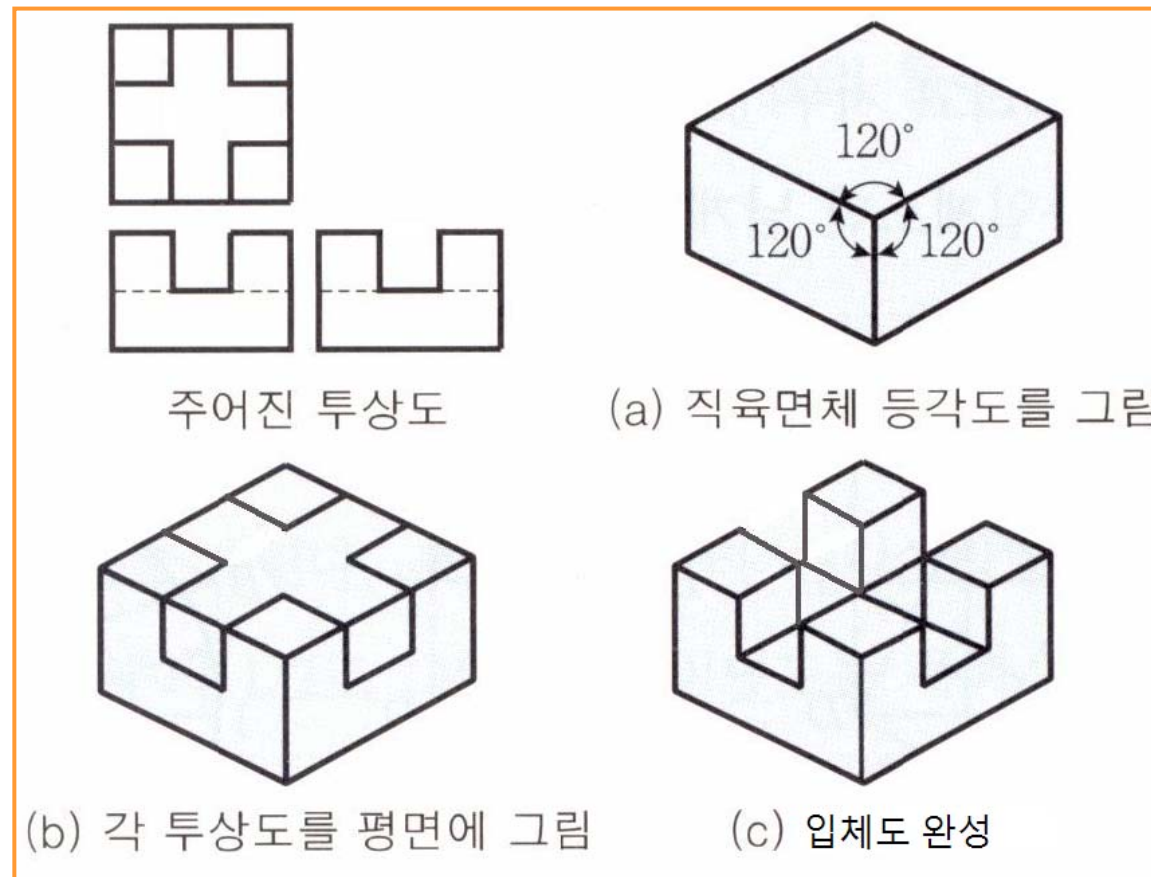 주어진 투상도
120°
120°
120°
(a) 직육면체 등각도를 그림
(b) 각 투상도를 평면에 그림
(c) 입체도 완성